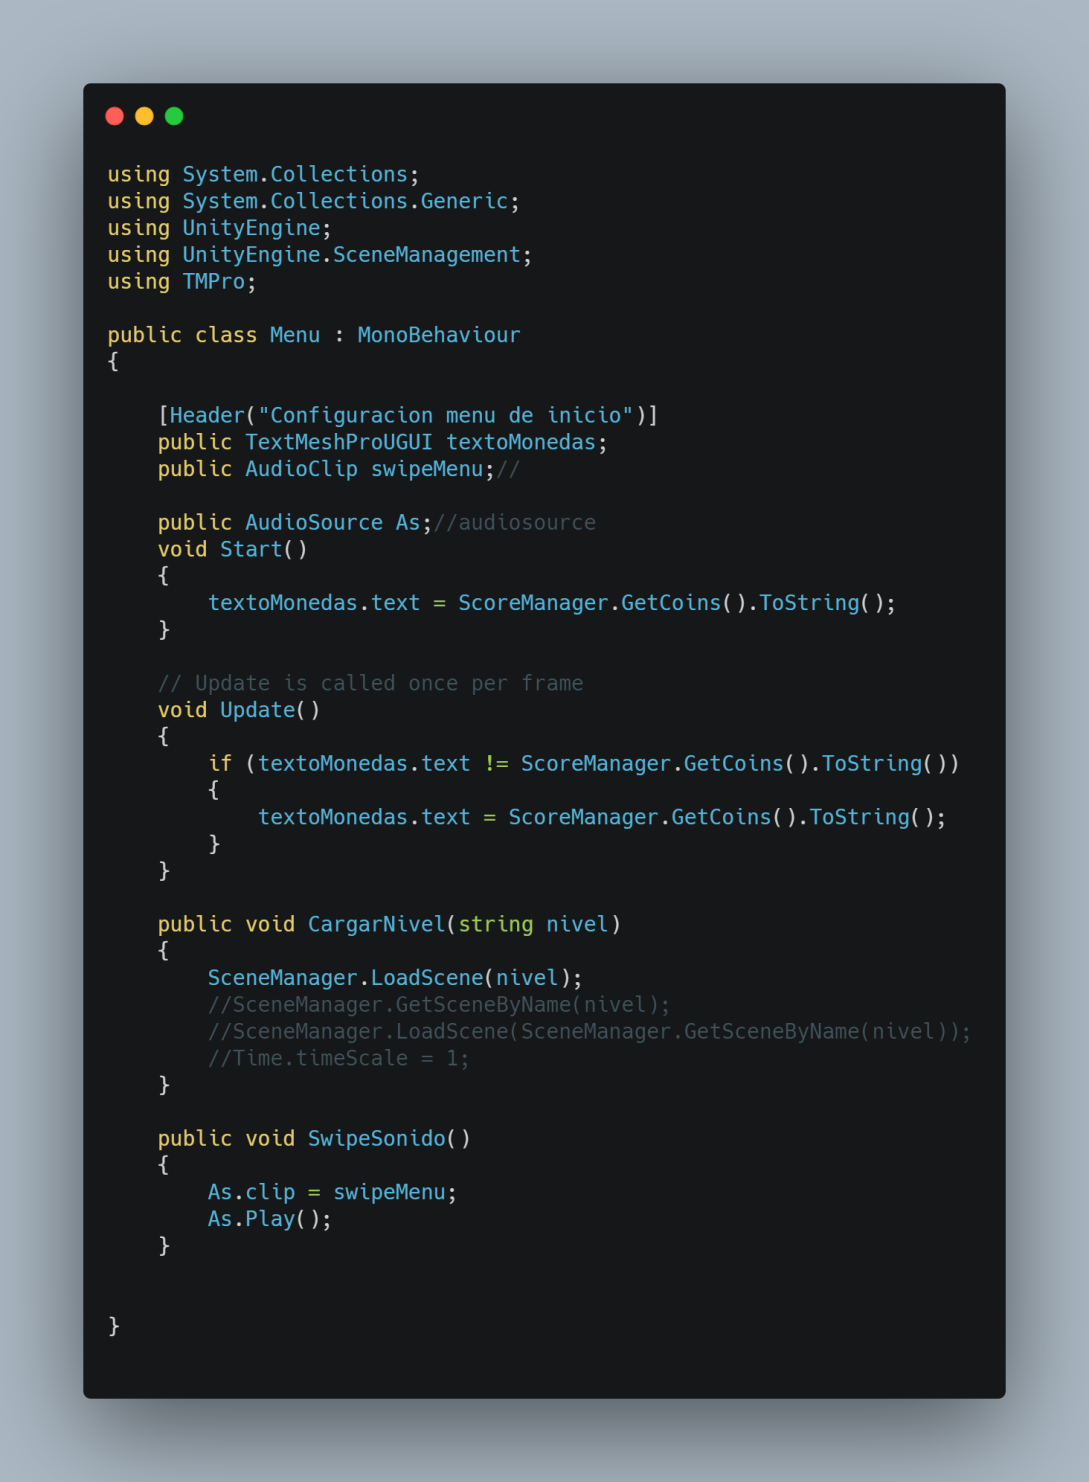 using System.Collections;
using System.Collections.Generic;
using UnityEngine;
using UnityEngine.SceneManagement;
using TMPro;

public class Menu : MonoBehaviour
{

    [Header("Configuracion menu de inicio")]
    public TextMeshProUGUI textoMonedas;
    public AudioClip swipeMenu;//

    public AudioSource As;//audiosource
    void Start()
    {
        textoMonedas.text = ScoreManager.GetCoins().ToString();
    }

    // Update is called once per frame
    void Update()
    {
        if (textoMonedas.text != ScoreManager.GetCoins().ToString())
        {
            textoMonedas.text = ScoreManager.GetCoins().ToString();
        }
    }

    public void CargarNivel(string nivel)
    {
        SceneManager.LoadScene(nivel);
        //SceneManager.GetSceneByName(nivel);
        //SceneManager.LoadScene(SceneManager.GetSceneByName(nivel));
        //Time.timeScale = 1;
    }

    public void SwipeSonido()
    {
        As.clip = swipeMenu;
        As.Play();
    }


}